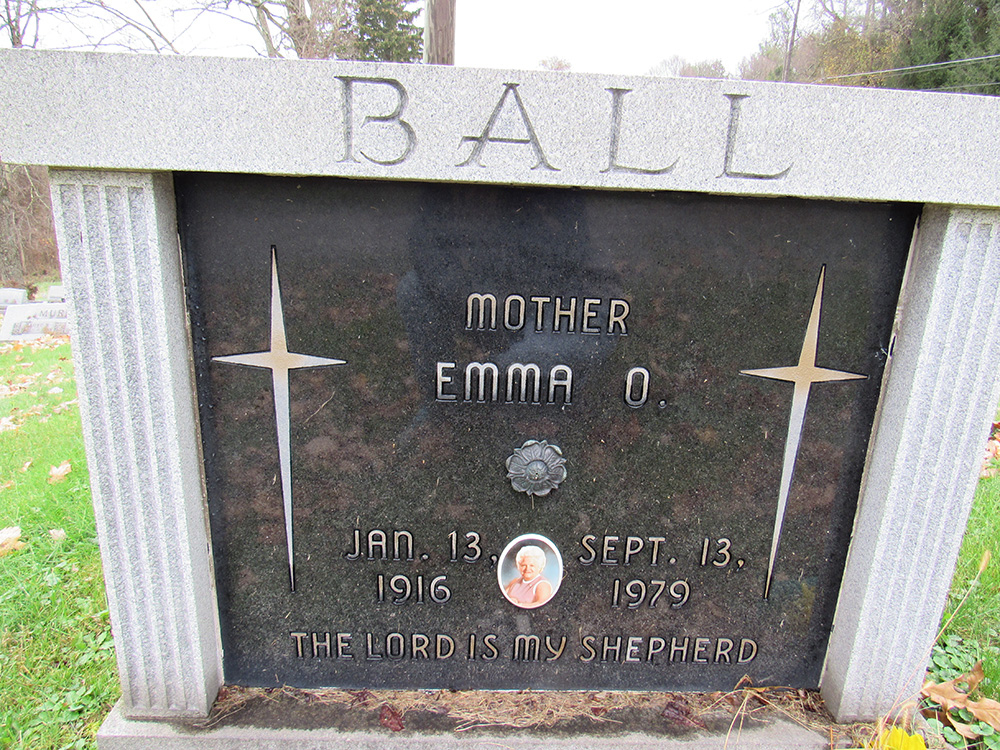 BALL
MOTHER
EMMA O.
JAN. 13, 1916
SEPT. 13, 1979
THE LORD IS MY SHEPHERD